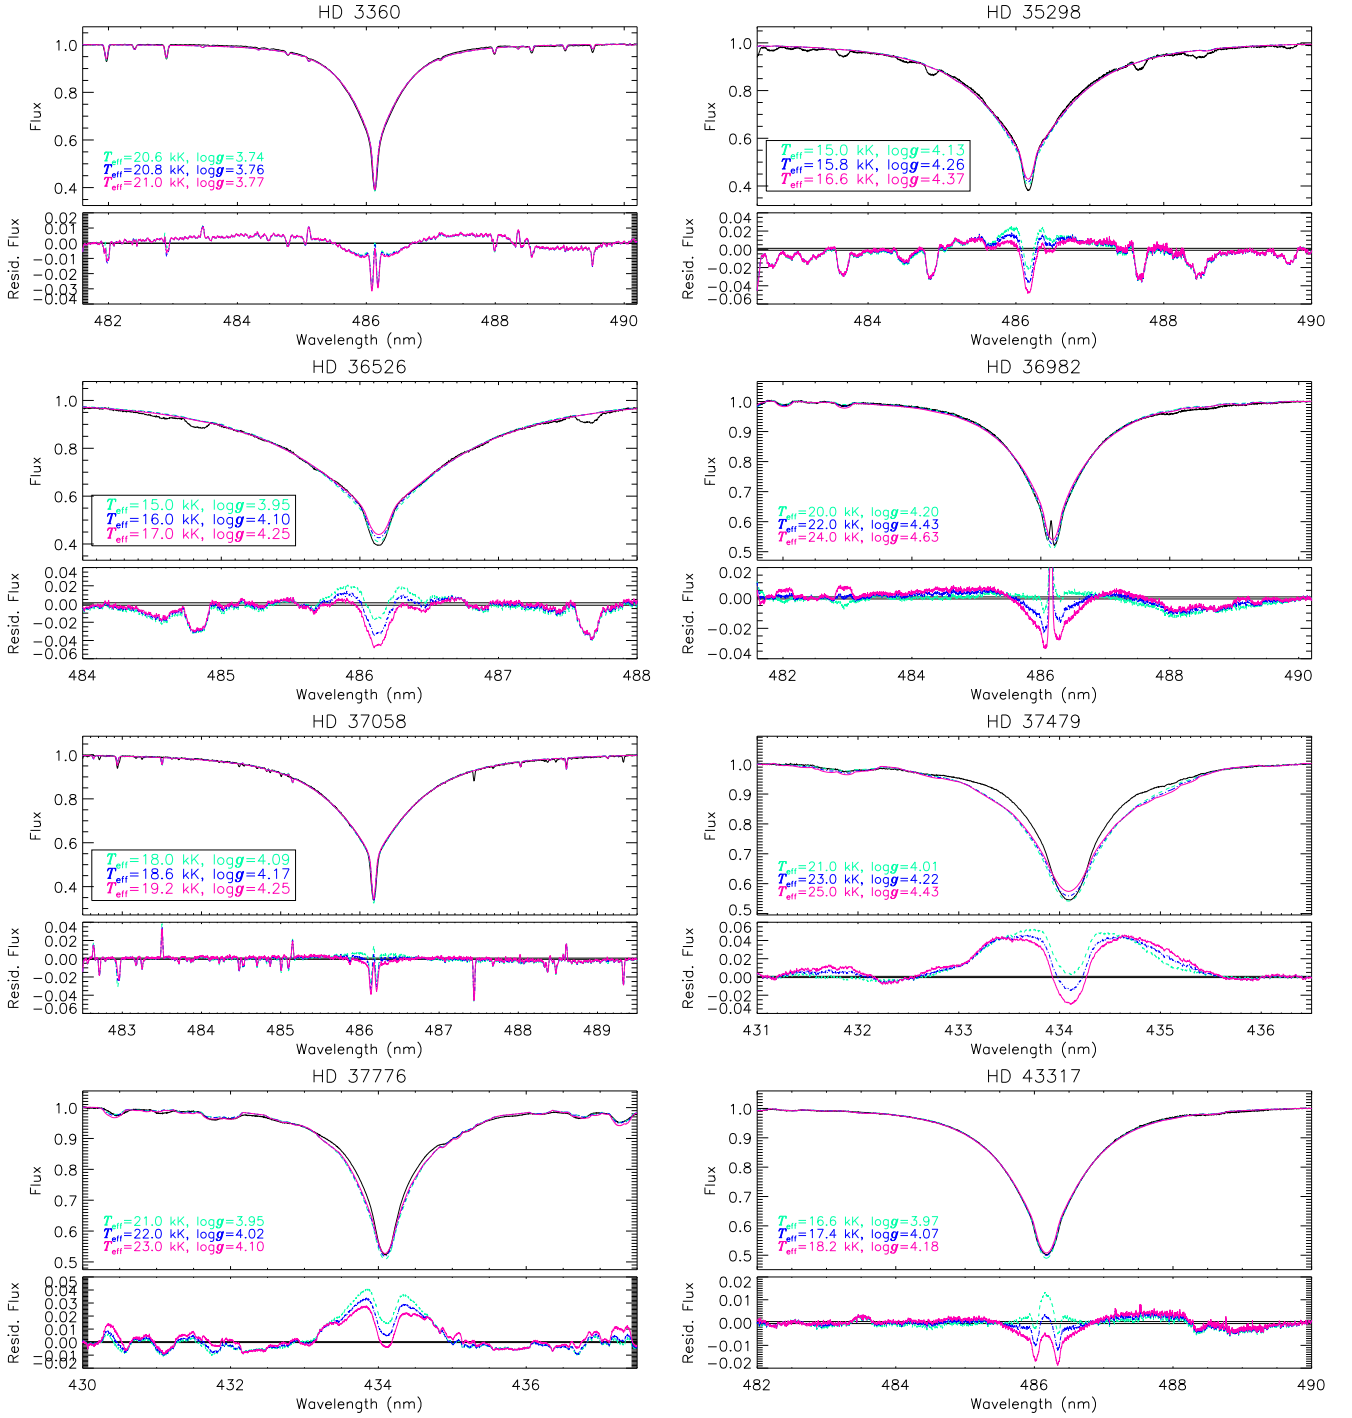 HD 3360
1.0
0.8
0.6
0.4
Flux
Teff=20.6 kK, logg=3.74
Teff=20.8 kK, logg=3.76
Teff=21.0 kK, logg=3.77
0.02
0.01
0.00
−0.01
−0.03
−0.04
Resid. Flux
482 484 486 488 490
Wavelength (nm)
HD 35298
1.0
0.8
0.6
0.4
Flux
Teff=15.0 kK, logg=4.13
Teff=15.8 kK, logg=4.26
Teff=16.6 kK, logg=4.37
0.04
0.02
0.00
−0.02
−0.04
−0.06
Resid. Flux
484 486 488 490
Wavelength (nm)
HD 36526
1.0
0.8
0.6
0.4
Flux
Teff=15.0 kK, logg=3.95
Teff=16.0 kK, logg=4.10
Teff=17.0 kK, logg=4.25
0.04
0.02
0.00
−0.02
−0.04
−0.06
Resid. Flux
484 485 486 487 488
Wavelength (nm)
HD 36982
1.0
0.9
0.8
0.7
0.6
0.5
Flux
Teff=20.0 kK, logg=4.20
Teff=22.0 kK, logg=4.43
Teff=24.0 kK, logg=4.63
0.02
0.00
−0.02
−0.04
Resid. Flux
482 484 486 488 490
Wavelength (nm)
HD 37058
1.0
0.8
0.6
0.4
Flux
Teff=18.0 kK, logg=4.09
Teff=18.6 kK, logg=4.17
Teff=19.2 kK, logg=4.25
0.04
0.02
0.00
−0.02
−0.04
−0.06
Resid. Flux
483 484 485 486 487 488 489
Wavelength (nm)
HD 37479
1.0
0.9
0.8
0.7
0.6
0.5
Flux
Teff=21.0 kK, logg=4.01
Teff=23.0 kK, logg=4.22
Teff=25.0 kK, logg=4.43
0.06
0.04
0.02
0.00
−0.02
−0.04
Resid. Flux
431 432 433 434 435 436
Wavelength (nm)
HD 37776
1.0
0.9
0.8
0.7
0.6
0.5
Flux
Teff=21.0 kK, logg=3.95
Teff=22.0 kK, logg=4.02
Teff=23.0 kK, logg=4.10
0.05
0.04
0.03
0.02
0.01
0.00
−0.01
−0.02
Resid. Flux
430 432 434 436
Wavelength (nm)
HD 43317
1.0
0.9
0.8
0.7
0.6
0.5
Flux
Teff=16.6 kK, logg=3.97
Teff=17.4 kK, logg=4.07
Teff=18.2 kK, logg=4.18
0.02
0.01
0.00
−0.01
−0.02
Resid. Flux
482 484 486 488 490
Wavelength (nm)